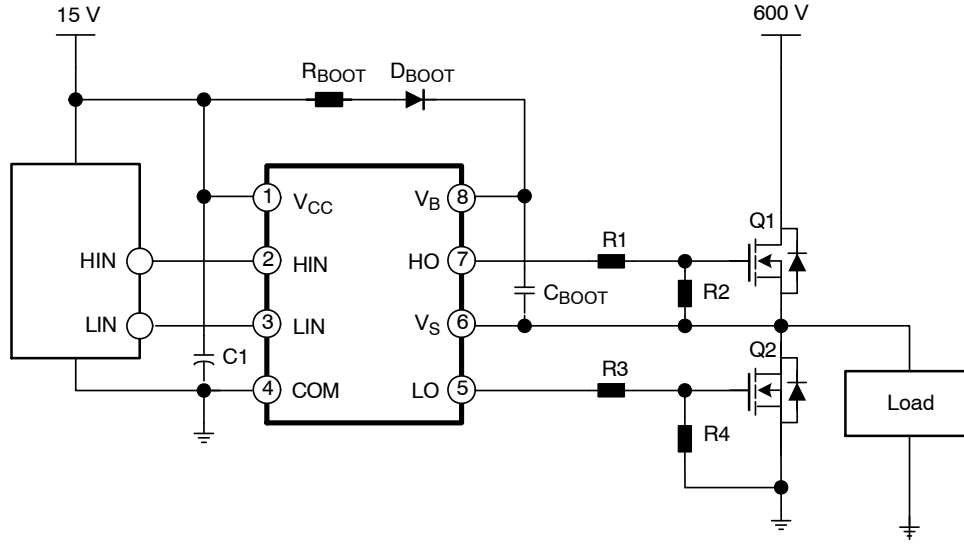 15 V
600 V
RBOOT
DBOOT
1
VCC
VB
8
Q1
HIN
2
HIN
HO
7
R1
R2
CBOOT
LIN
3
LIN
VS
6
C1
Q2
4
COM
LO
5
R3
R4
Load